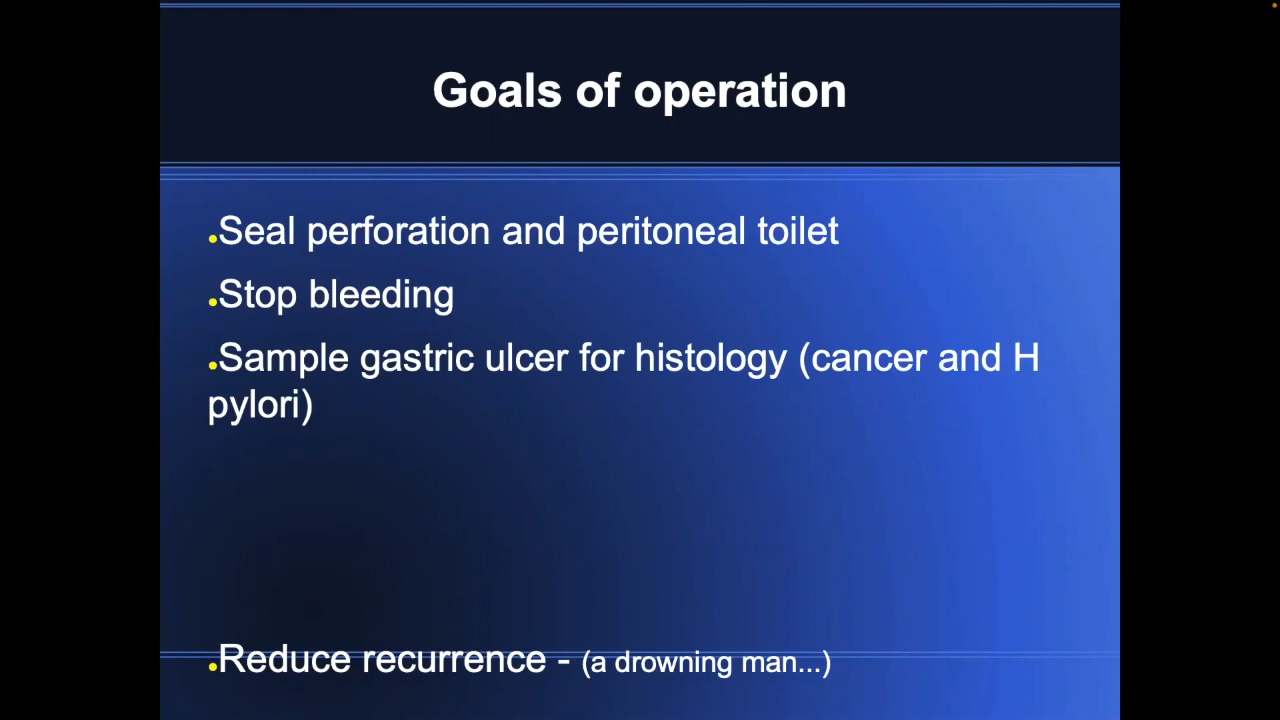 Goals of operation
•Seal perforation and peritoneal toilet
•Stop bleeding
•Sample gastric ulcer for histology (cancer and H
pylori)
•Reduce recurrence - (a drowning man...)